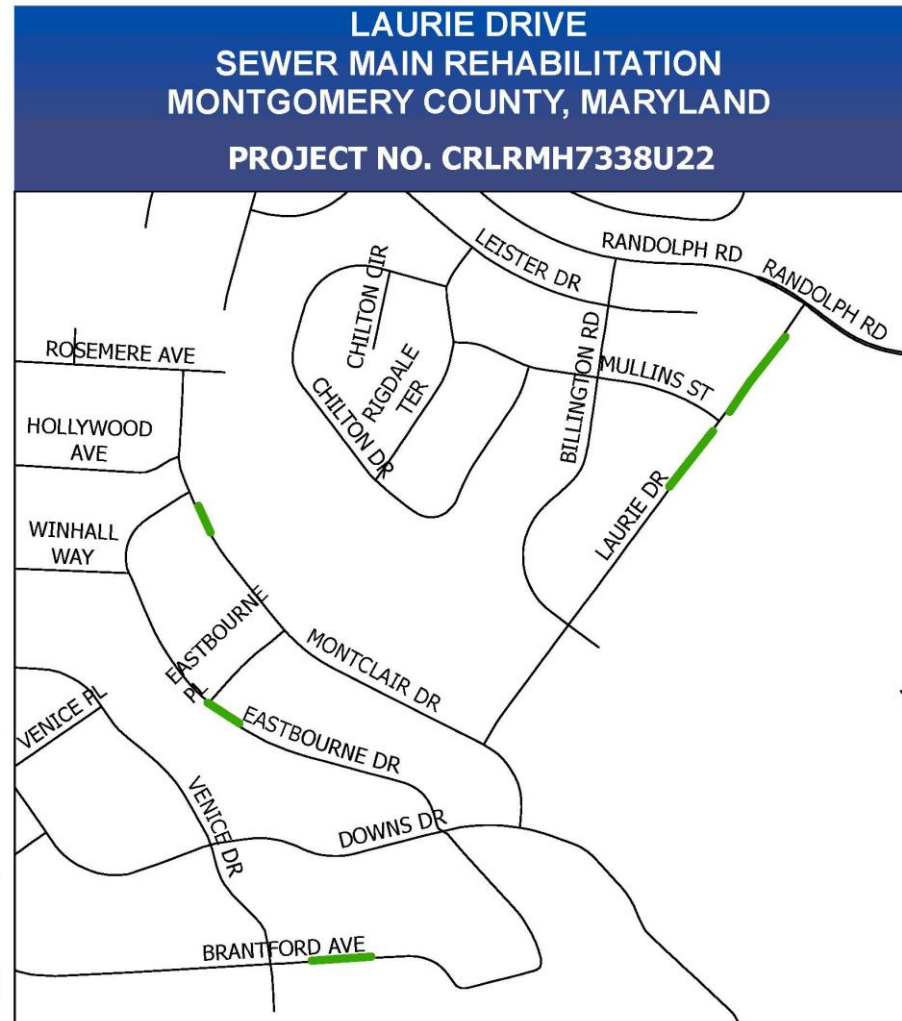 LAURIE DRIVE
SEWER MAIN REHABILITATION
MONTGOMERY COUNTY, MARYLAND
PROJECT NO. CRLRMH7338U22
LEISTER DR
RANDOLPH RD
RANDOLPH RD
CHILTON CIR
ROSEMERE AVE
RIGDALE
TER
BILLINGTON RD
MULLINS ST
CHILTON DR
HOLLYWOOD
AVE
LAURIE DR
WINHALL
WAY
EASTBOURNE
PL
MONTCLAIR DR
VENICE PL
EASTBOURNE DR
VENICE DR
DOWNS DR
BRANTFORD AVE